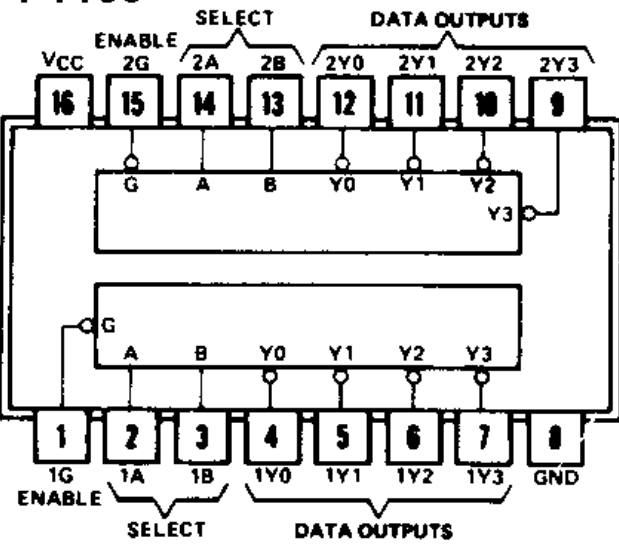 SELECT DATA OUTPUTS
ENABLE
VCC 2G 2A 2B 2Y0 2Y1 2Y2 2Y3
16 15 14 13 12 11 10 9
G A B Y0 Y1 Y2
Y3
G
A B Y0 Y1 Y2 Y3
1 2 3 4 5 6 7 8
1G 1A 1B 1Y0 1Y1 1Y2 1Y3 GND
ENABLE
SELECT DATA OUTPUTS